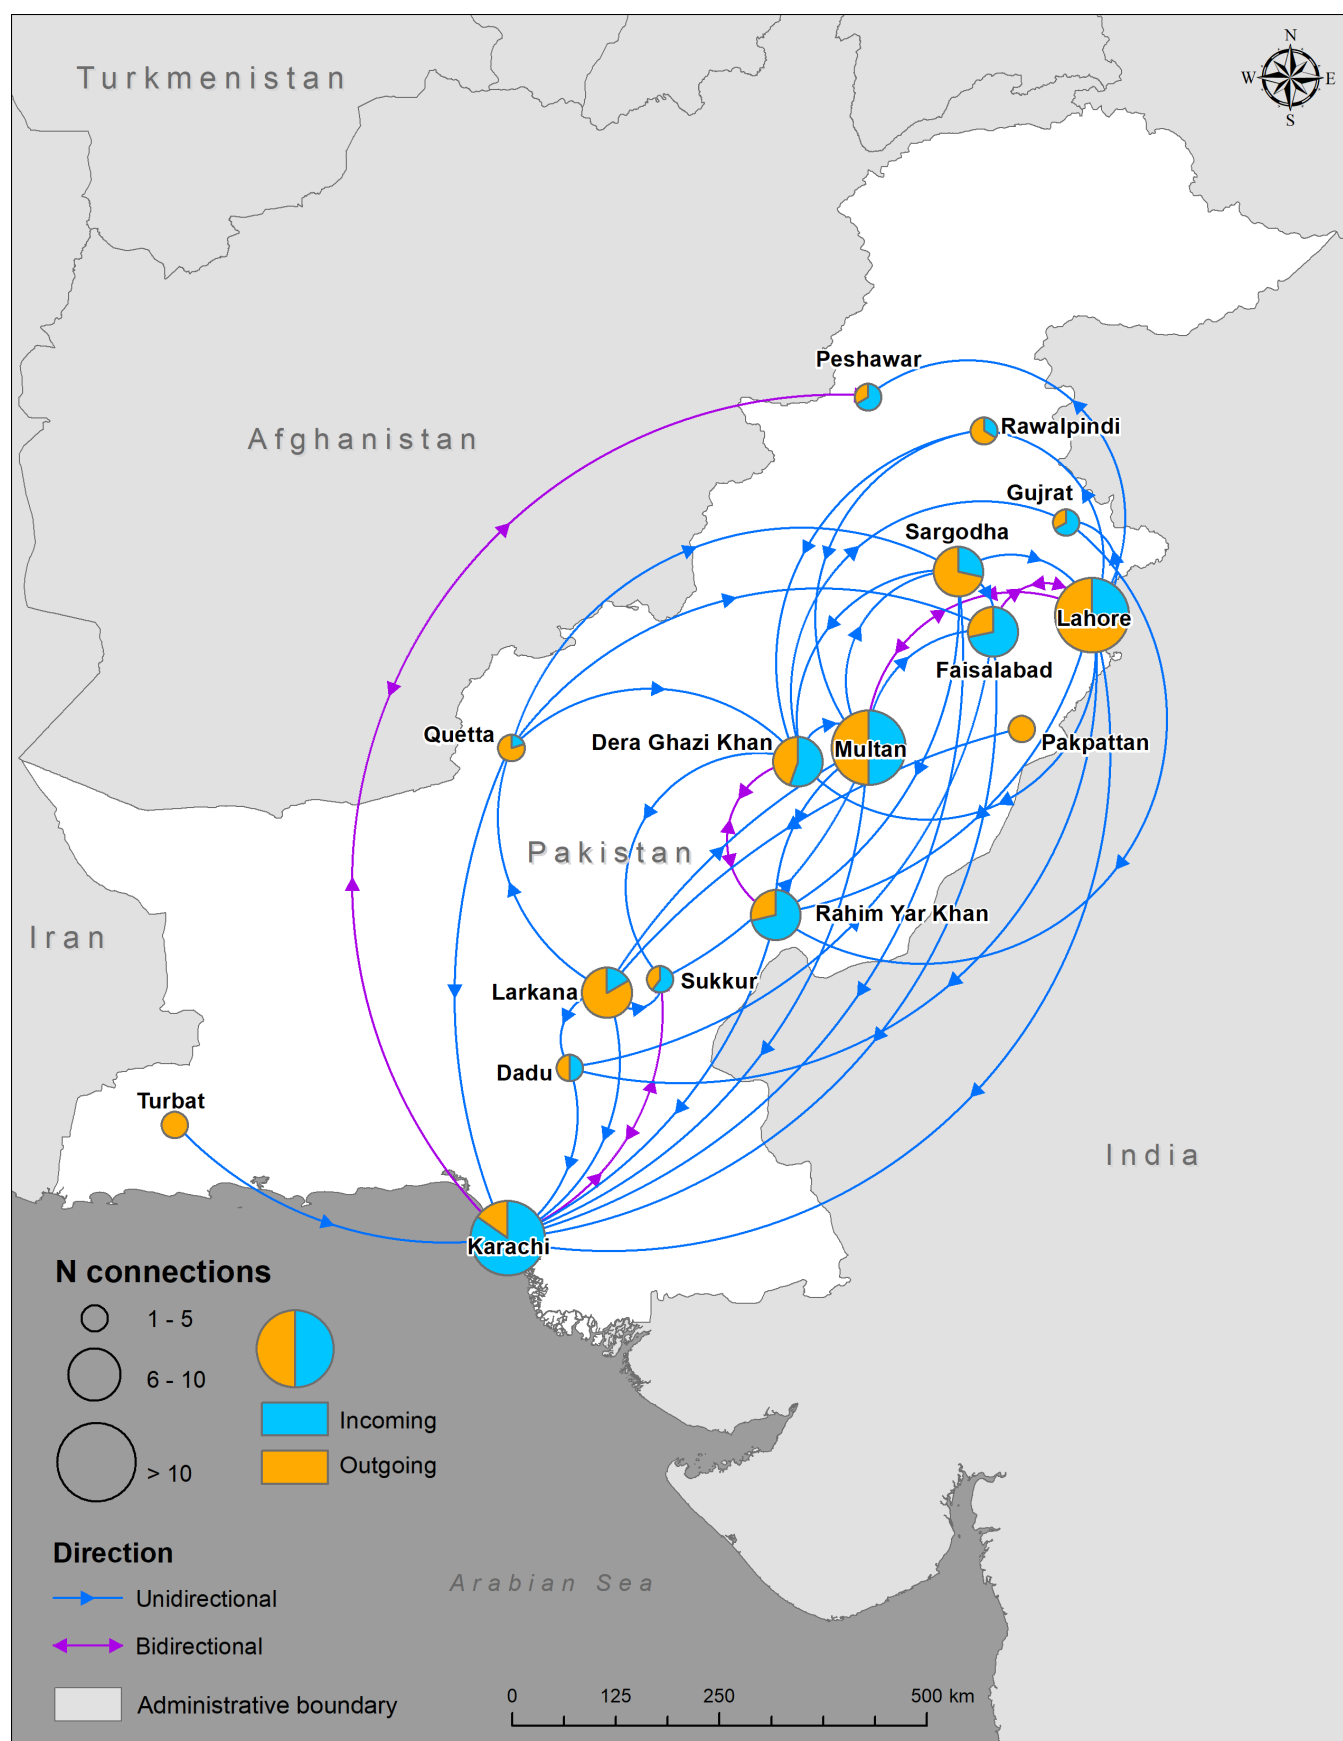 N
W E
S
Turkmenistan
Peshawar
Rawalpindi
Afghanistan
Gujrat
Sargodha
Lahore
Faisalabad
Quetta
Dera Ghazi Khan
Multan
Pakpattan
Pakistan
Rahim Yar Khan
Iran
Larkana
Sukkur
Dadu
Turbat
India
Karachi
N connections
1 - 5
6 - 10
> 10
Incoming
Outgoing
Direction
Unidirectional
Bidirectional
Administrative boundary
Arabian Sea
0 125 250 500 km